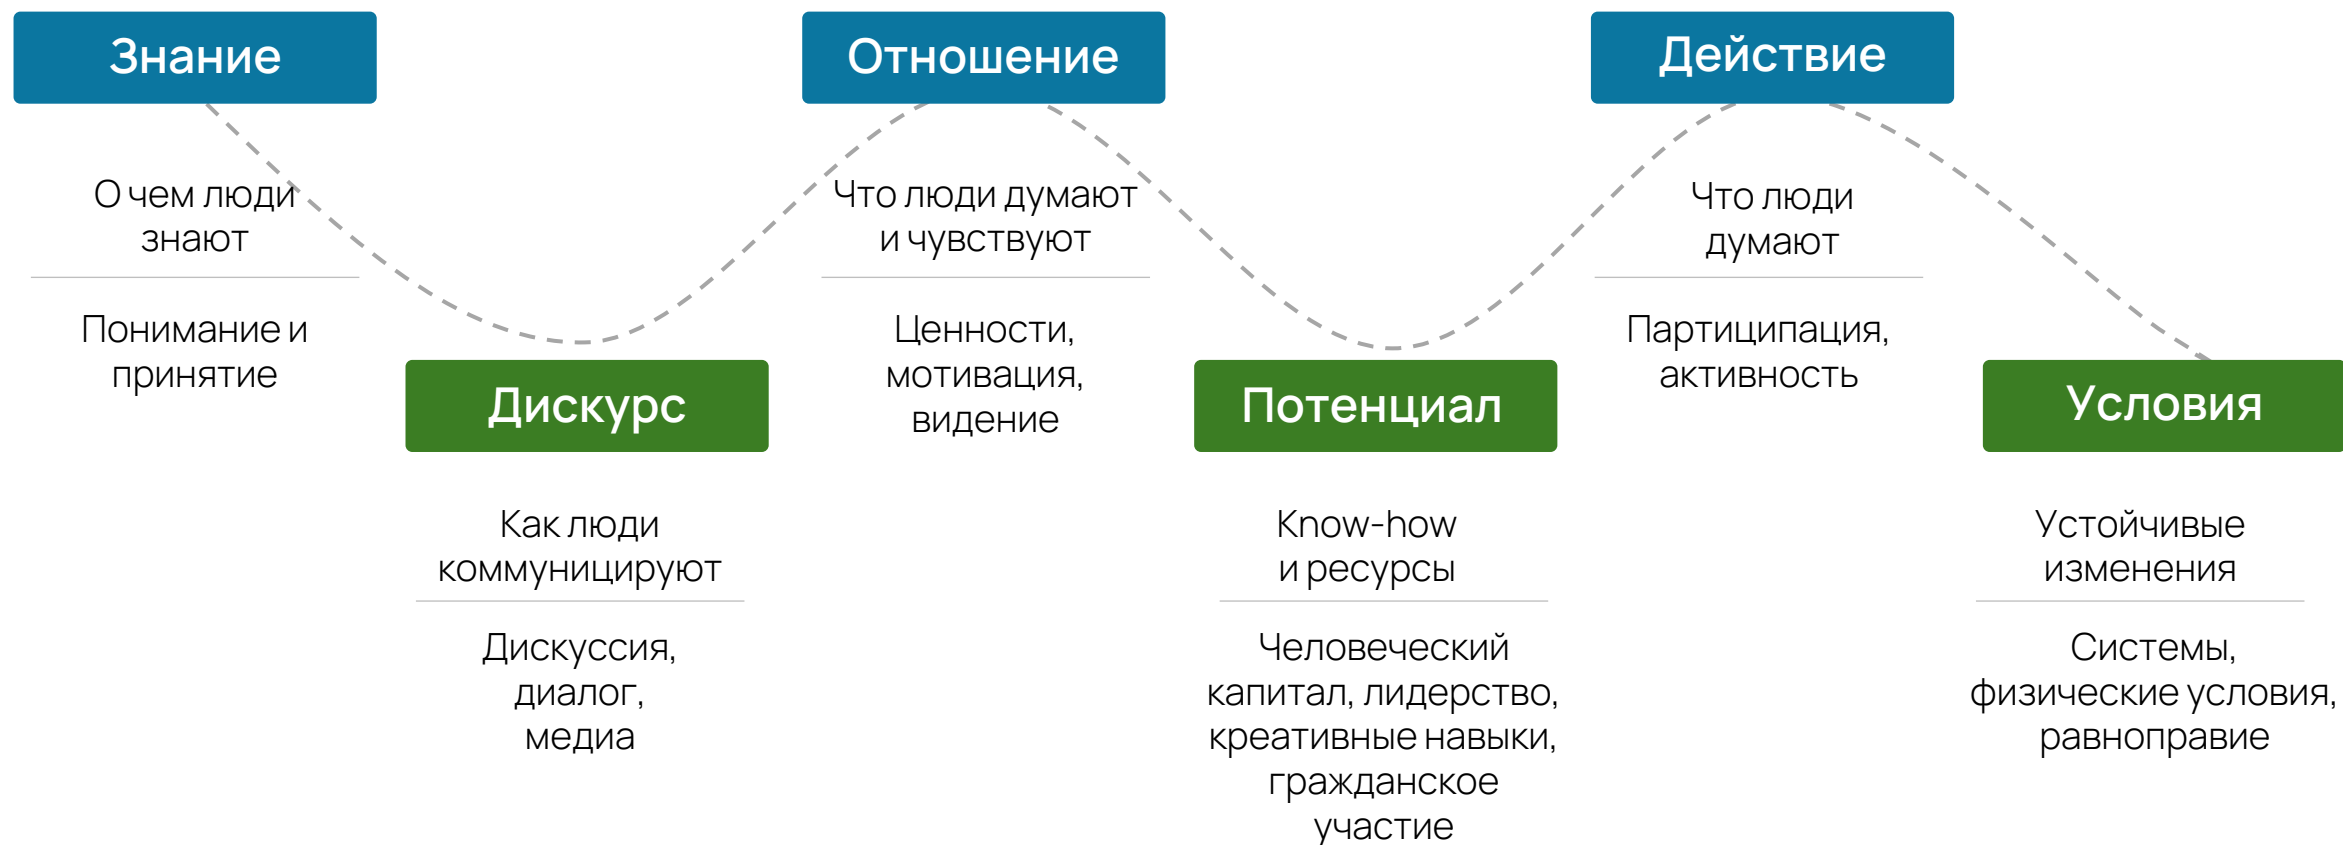 Знание
О чем люди
знают
Понимание и
принятие
Дискурс
Как люди
коммуницируют
Дискуссия,
диалог,
медиа
Отношение
Что люди думают
и чувствуют
Ценности,
мотивация,
видение
Потенциал
Know-how
и ресурсы
Человеческий
капитал, лидерство,
креативные навыки,
гражданское
участие
Действие
Что люди
думают
Партиципация,
активность
Условия
Устойчивые
изменения
Системы,
физические условия,
равноправие